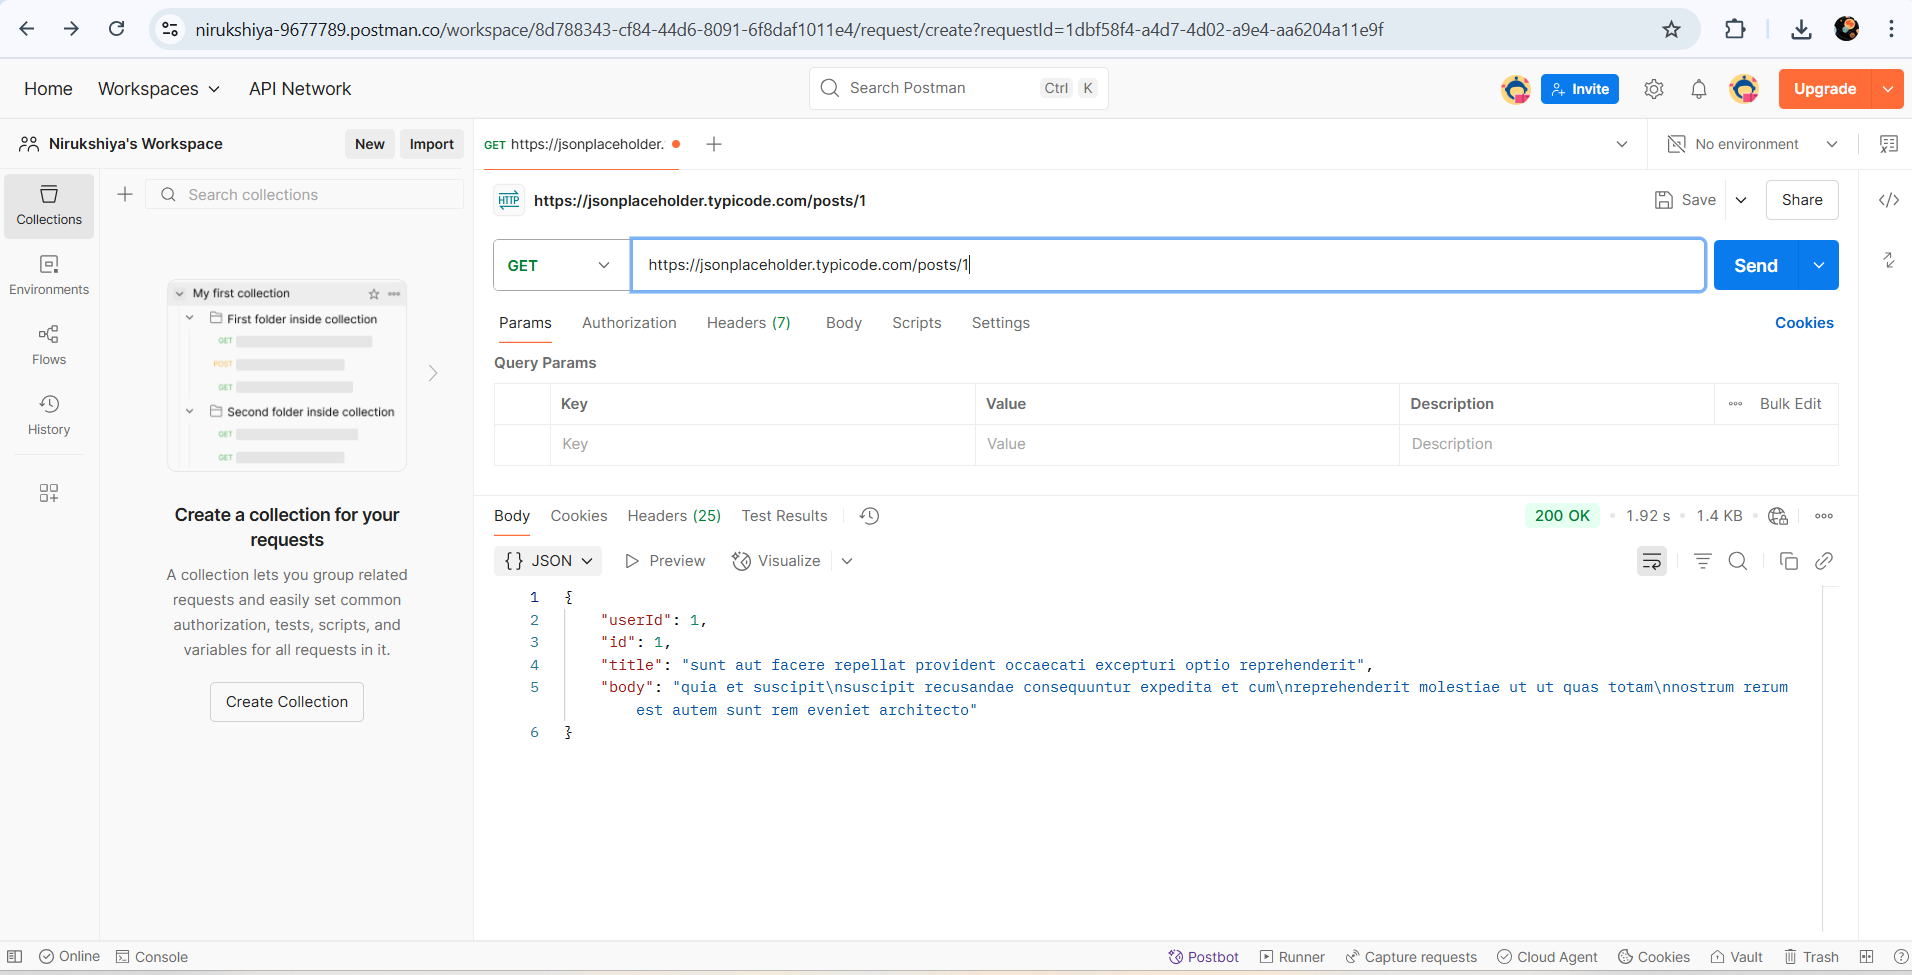 nirukshiya-9677789.postman.co/workspace/8d788343-cf84-44d6-8091-6f8daf1011e4/request/create?requestId=1dbf58f4-a4d7-4d02-a9e4-aa6204a11e9f
Home Workspaces API Network Search Postman Ctrl K Invite Upgrade
Nirukshiya's Workspace New Import GET https://jsonplaceholder. No environment
Search collections
Collections
Environments
Flows
History
My first collection
First folder inside collection
GET
POST
GET
Second folder inside collection
GET
GET
Create a collection for your
requests
A collection lets you group related
requests and easily set common
authorization, tests, scripts, and
variables for all requests in it.
Create Collection
HTTP https://jsonplaceholder.typicode.com/posts/1 Save Share
GET https://jsonplaceholder.typicode.com/posts/1 Send
Params Authorization Headers (7) Body Scripts Settings Cookies
Query Params
Key Value Description Bulk Edit
Key Value Description
Body Cookies Headers (25) Test Results 200 OK 1.92 s 1.4 KB
{} JSON Preview Visualize
1 {
2 "userId": 1,
3 "id": 1,
4 "title": "sunt aut facere repellat provident occaecati excepturi optio reprehenderit",
5 "body": "quia et suscipit\nsuscipit recusandae consequuntur expedita et cum\nreprehenderit molestiae ut ut quas totam\nnostrum rerum
est autem sunt rem eveniet architecto"
6 }
Online Console Postbot Runner Capture requests Cloud Agent Cookies Vault Trash